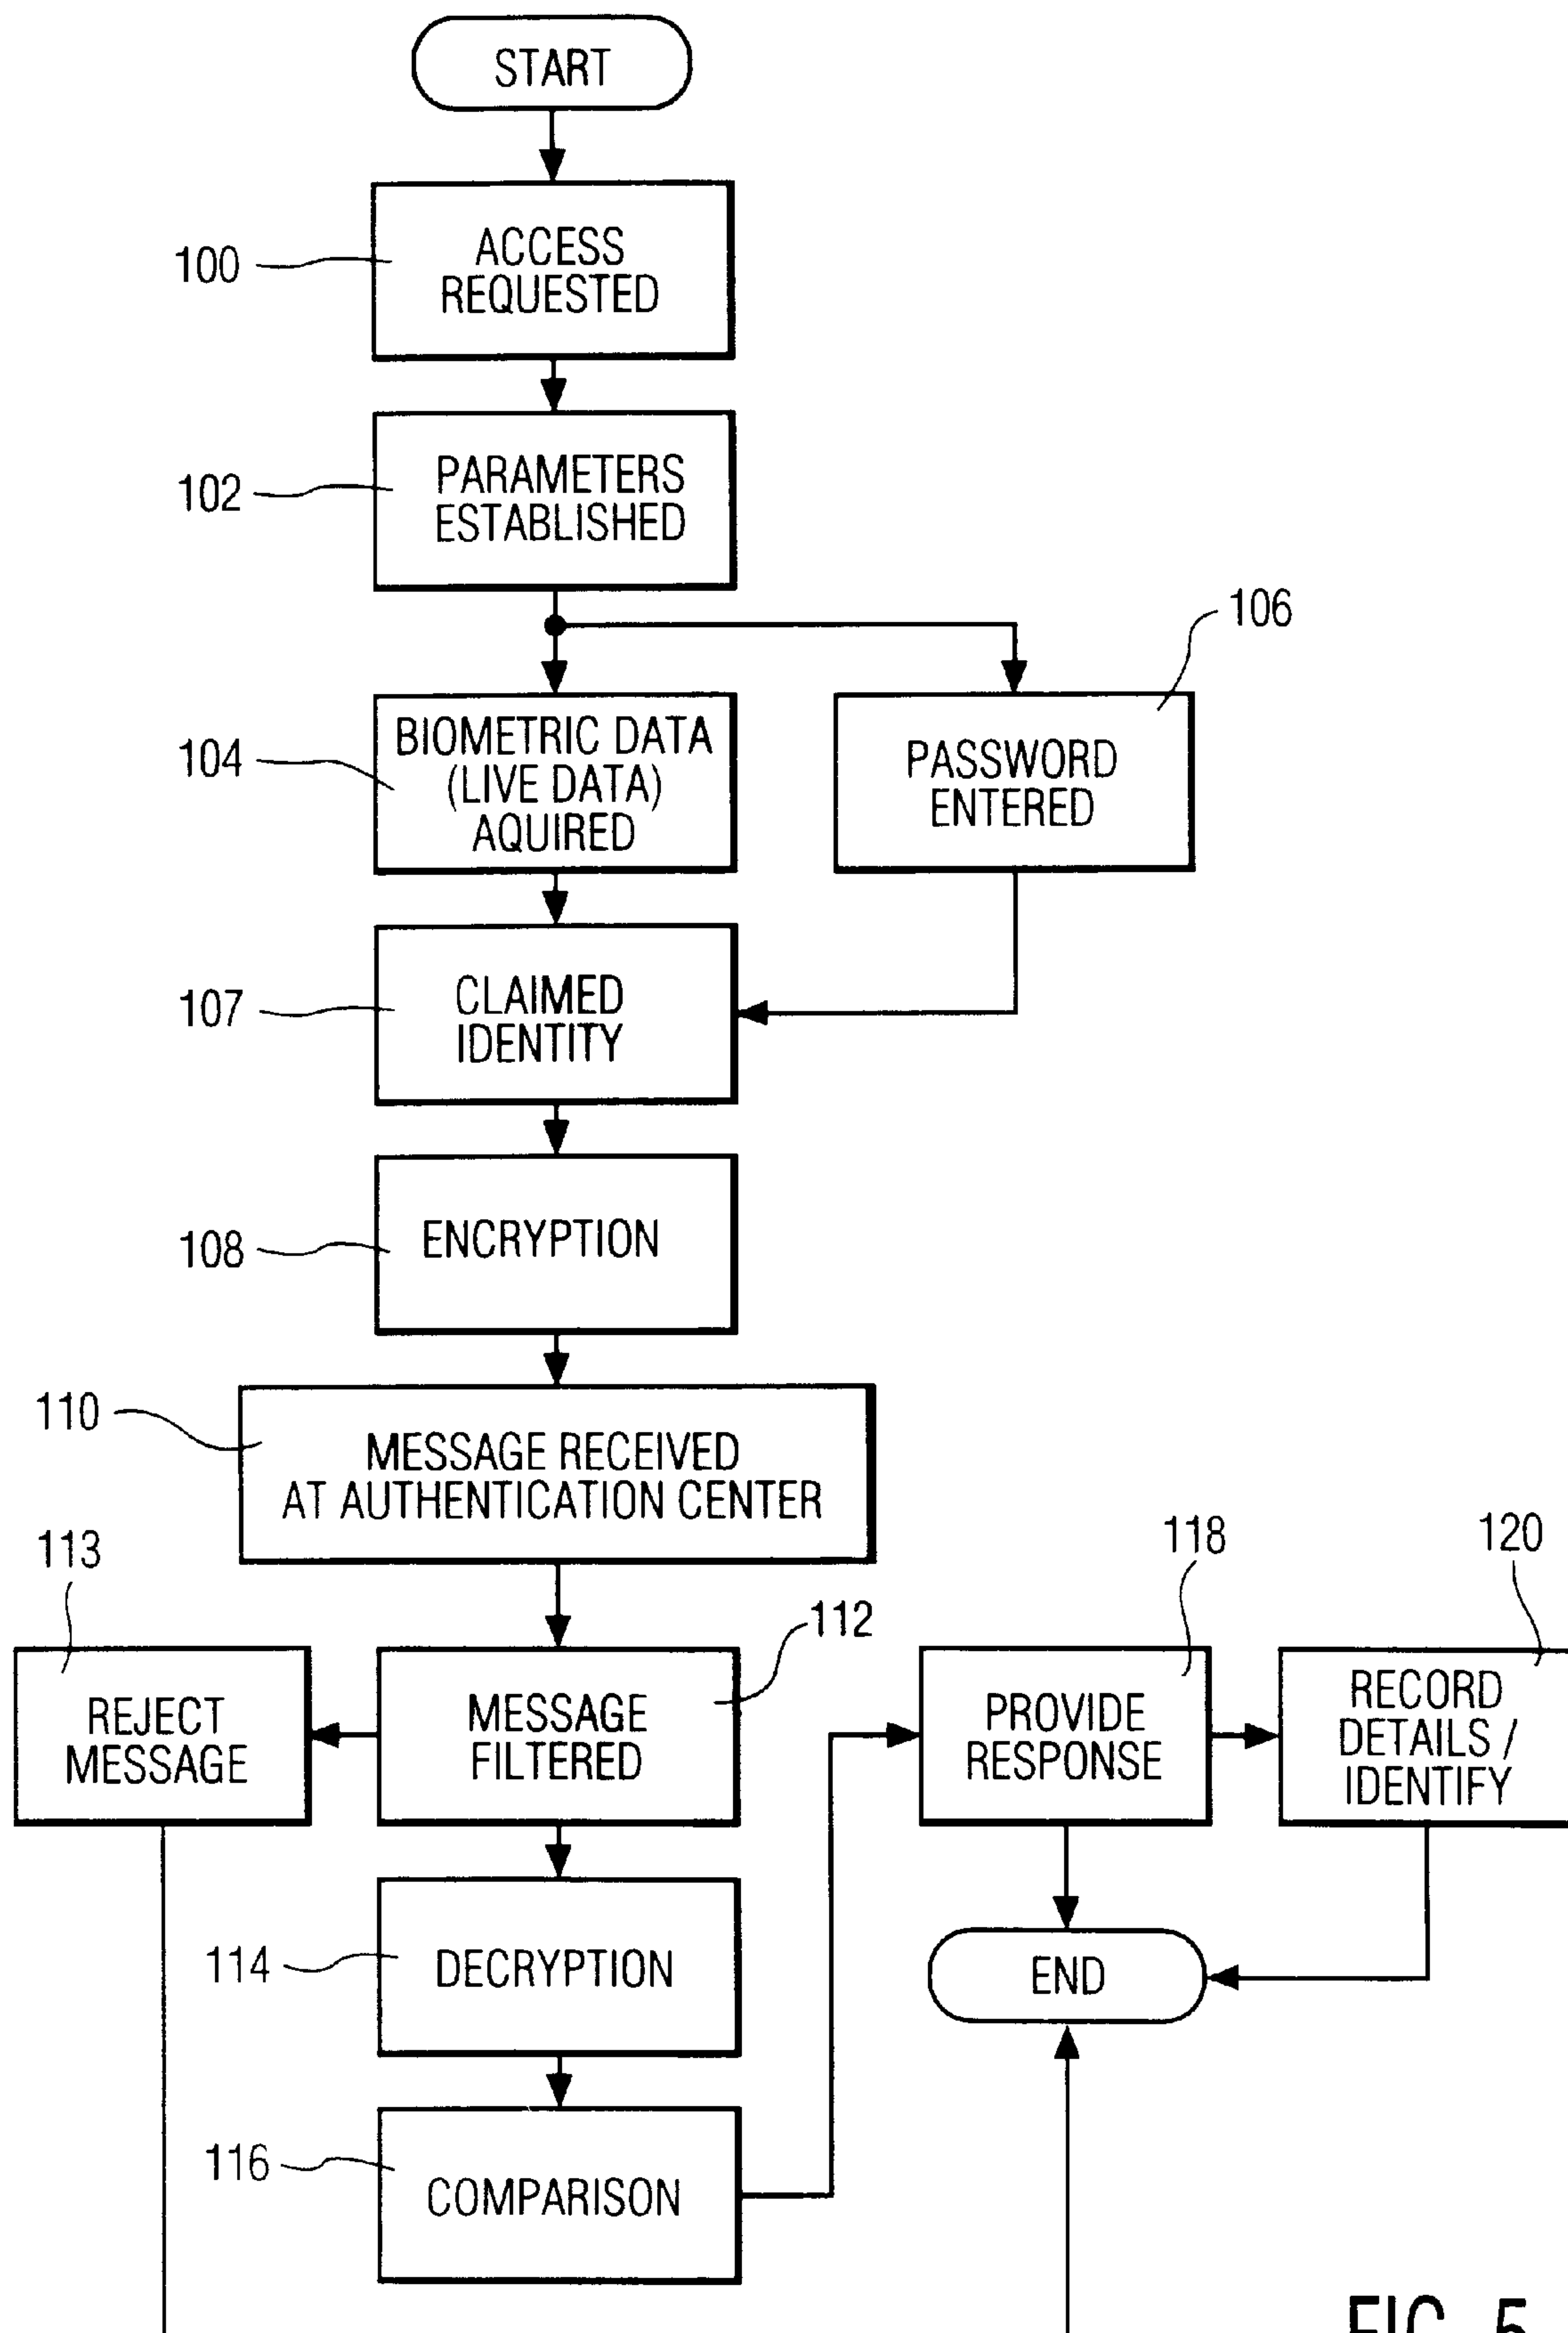 START
100
ACCESS
REQUESTED
102
PARAMETERS
ESTABLISHED
106
104
BIOMETRIC DATA
(LIVE DATA)
AQUIRED
PASSWORD
ENTERED
107
CLAIMED
IDENTITY
108
ENCRYPTION
110
MESSAGE RECEIVED
AT AUTHENTICATION CENTER
113
112
118
120
REJECT
MESSAGE
MESSAGE
FILTERED
PROVIDE
RESPONSE
RECORD
DETAILS /
IDENTIFY
114
DECRYPTION
END
116
COMPARISON
FIG. 5